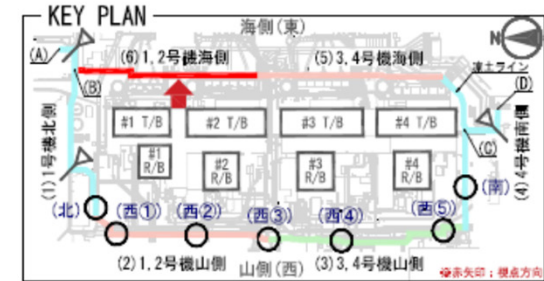 KEY PLAN
海側(東)
N
(A)
(6)1,2号機海側
(5)3,4号機海側
凍土ライン
(B)
(D)
#1 T/B
#2 T/B
#3 T/B
#4 T/B
(C)
(1)1号機北側
(4)4号機南側
#1
R/B
#2
R/B
#3
R/B
#4
R/B
(北)
(西①)
(西②)
(西③)
(西④)
(西⑤)
(南)
(2)1,2号機山側
山側(西)
(3)3,4号機山側
※赤矢印:視点方向